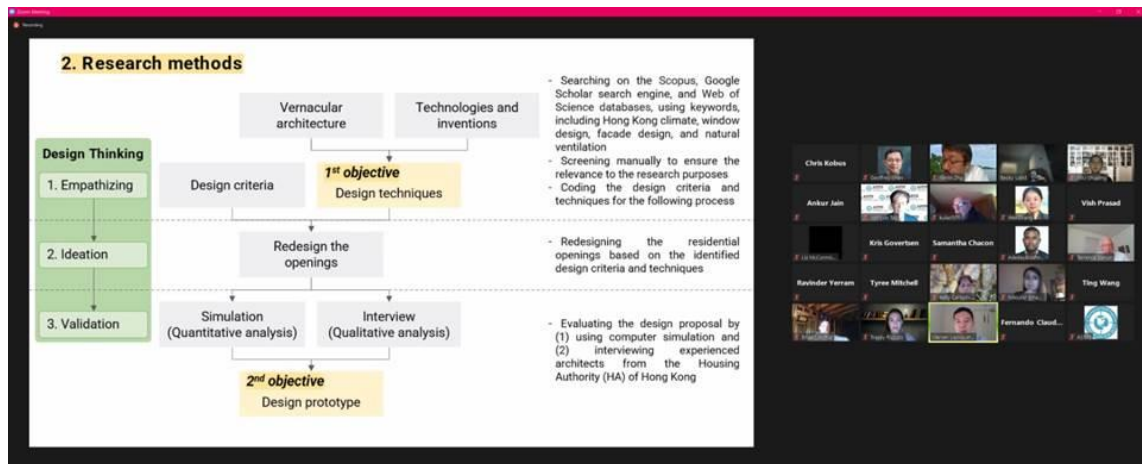 Zoom Meeting
Recording
2. Research methods
Vernacular
architecture
Technologies and
inventions
Design Thinking
1. Empathizing
2. Ideation
3. Validation
Design criteria
1st objective
Design techniques
Redesign the
openings
Simulation
(Quantitative analysis)
Interview
(Qualitative analysis)
2nd objective
Design prototype
- Searching on the Scopus, Google
Scholar search engine, and Web of
Science databases, using keywords,
including Hong Kong climate, window
design, facade design, and natural
ventilation
- Screening manually to ensure the
relevance to the research purposes
- Coding the design criteria and
techniques for the following process
- Redesigning the residential
openings based on the identified
design criteria and techniques
- Evaluating the design proposal by
(1) using computer simulation and
(2) interviewing experienced
architects from the Housing
Authority (HA) of Hong Kong
Chris Kobus
Ankur Jain
Vish Prasad
Kris Govertsen
Samantha Chacon
Ravinder Yerram
Tyree Mitchell
Ting Wang
Fernando Claud...